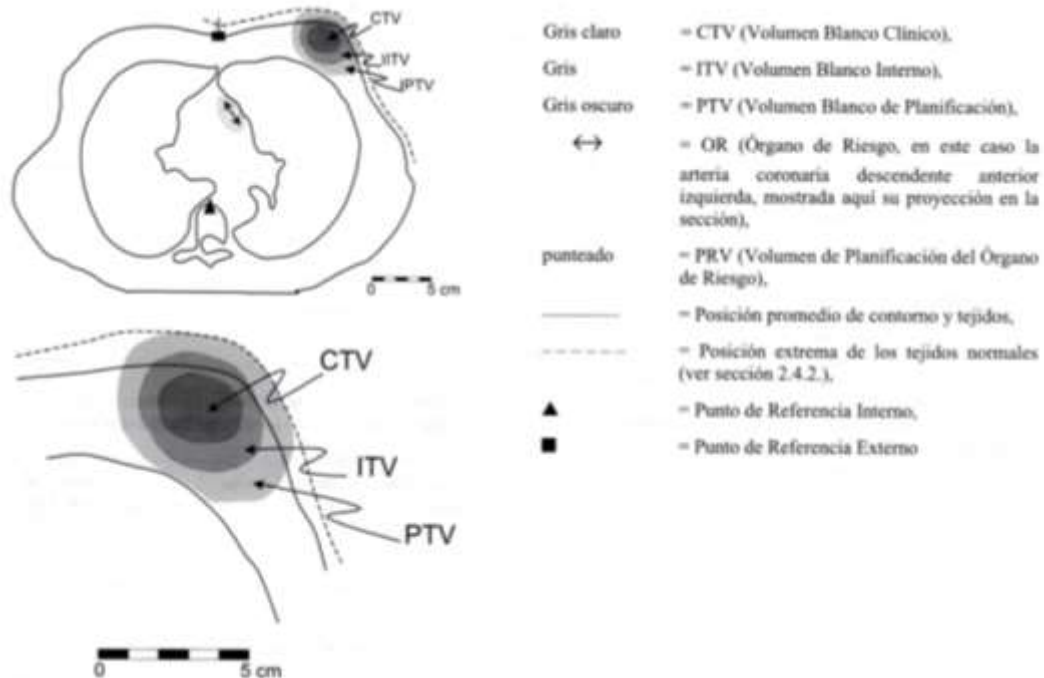 CTV
IITV
IPTV
0 5 cm
CTV
ITV
PTV
0 5 cm
Gris claro = CTV (Volumen Blanco Clínico),
Gris = ITV (Volumen Blanco Interno),
Gris oscuro = PTV (Volumen Blanco de Planificación),
↔ = OR (Órgano de Riesgo, en este caso la
arteria coronaria descendente anterior
izquierda, mostrada aquí su proyección en la
sección),
punteado = PRV (Volumen de Planificación del Órgano
de Riesgo),
= Posición promedio de contorno y tejidos,
= Posición extrema de los tejidos normales
(ver sección 2.4.2.),
▲ = Punto de Referencia Interno,
■ = Punto de Referencia Externo